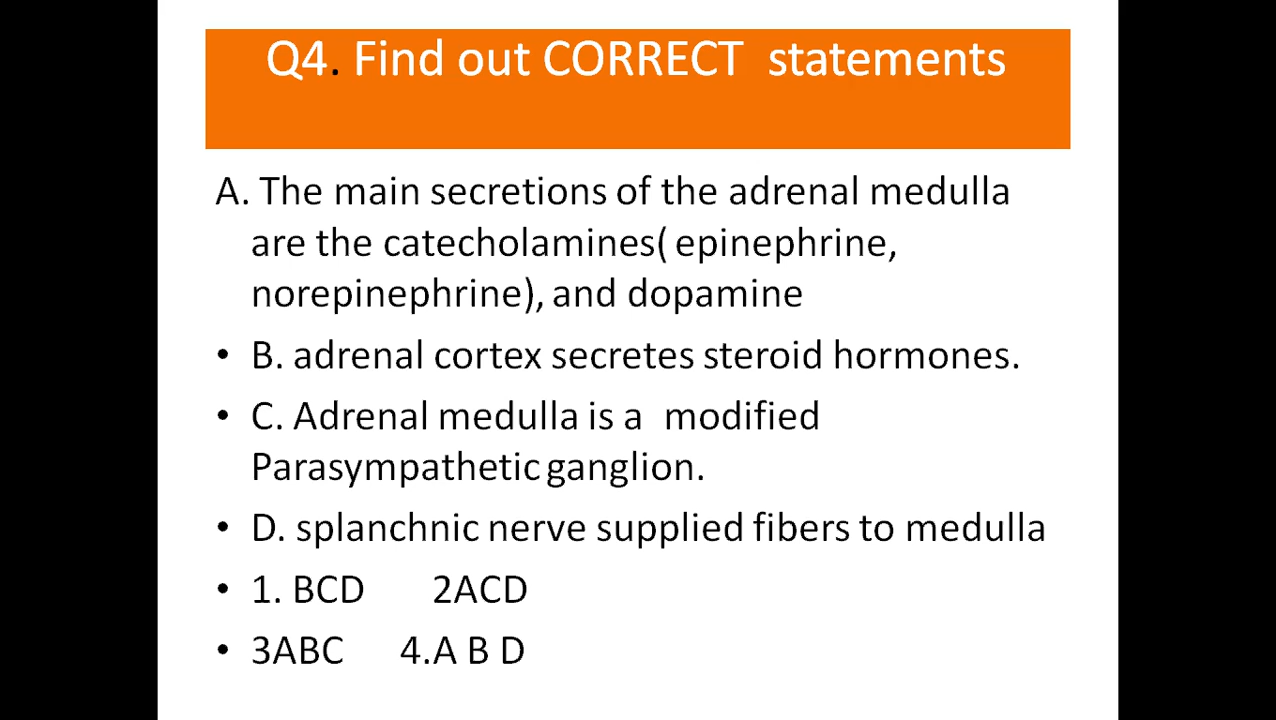 Q4. Find out CORRECT statements
A. The main secretions of the adrenal medulla
are the catecholamines( epinephrine,
norepinephrine), and dopamine
• B. adrenal cortex secretes steroid hormones.
• C. Adrenal medulla is a modified
Parasympathetic ganglion.
• D. splanchnic nerve supplied fibers to medulla
• 1. BCD 2ACD
• 3ABC 4.A B D